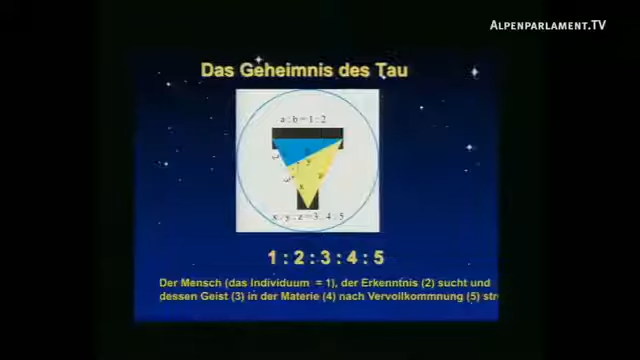 ALPENPARLAMENT.TV
Das Geheimnis des Tau
a : b = 1 : 2
x : y : z = 3 : 4 : 5
1 : 2 : 3 : 4 : 5
Der Mensch (das Individuum = 1), der Erkenntnis (2) sucht und
dessen Geist (3) in der Materie (4) nach Vervollkommnung (5) stre